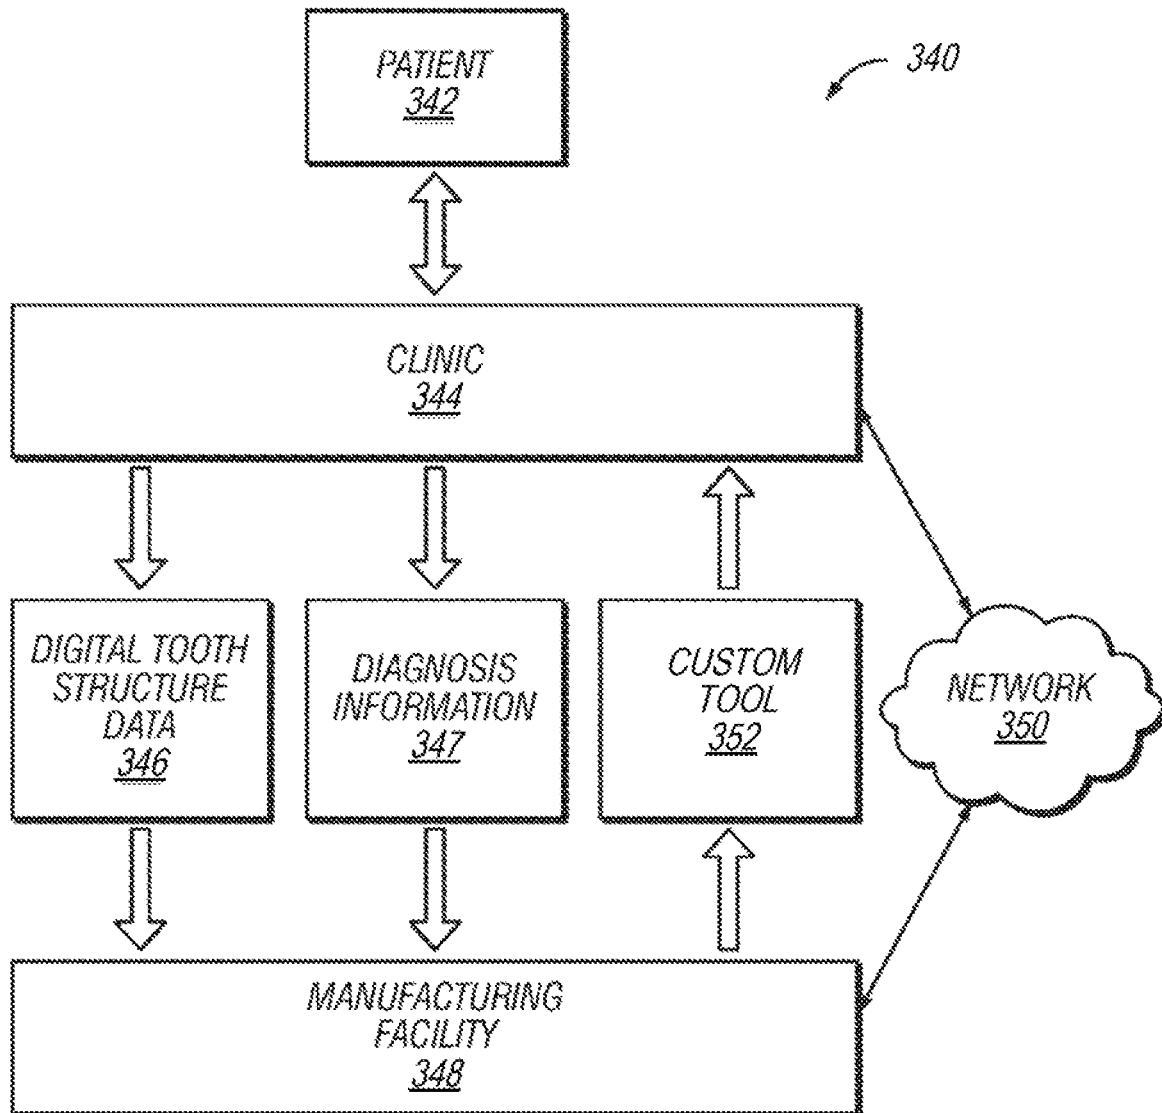 PATIENT
342
340
CLINIC
344
DIGITAL TOOTH
STRUCTURE
DATA
346
DIAGNOSIS
INFORMATION
347
CUSTOM
TOOL
352
NETWORK
350
MANUFACTURING
FACILITY
348